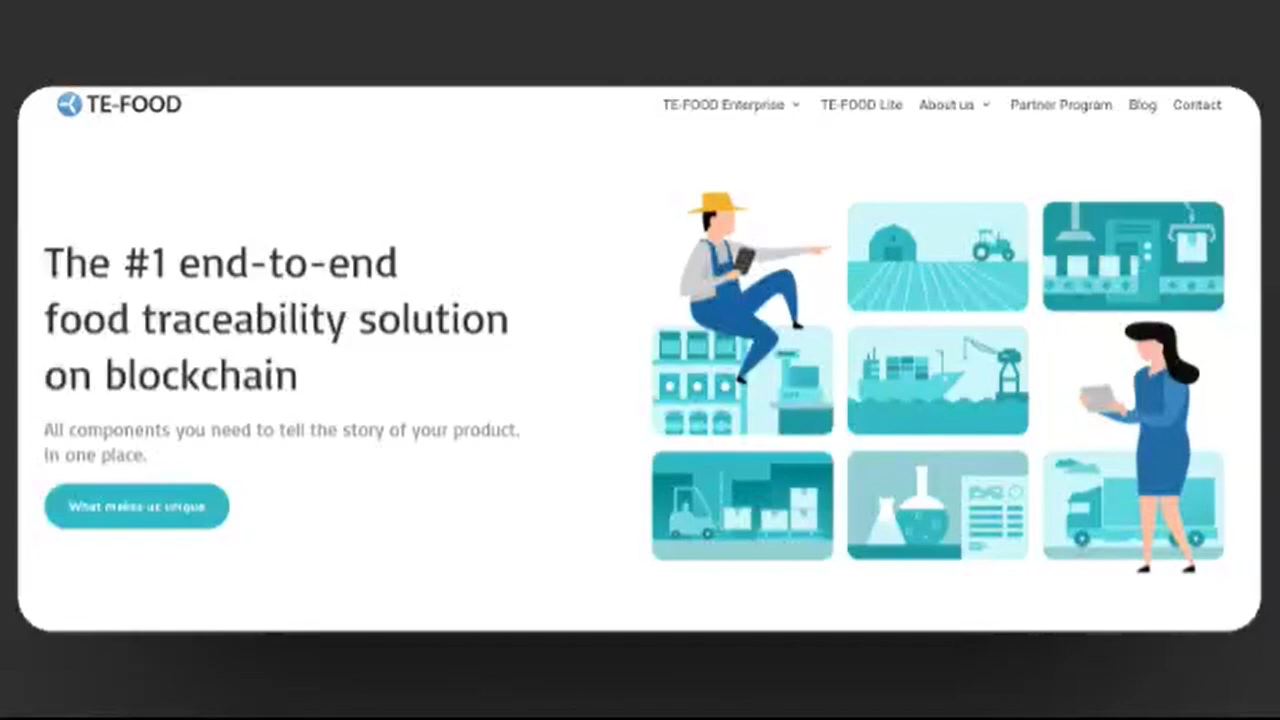 TE-FOOD
TE-FOOD Enterprise TE-FOOD Lite About us Partner Program Blog Contact
The #1 end-to-end
food traceability solution
on blockchain
All components you need to tell the story of your product.
In one place.
What makes us unique